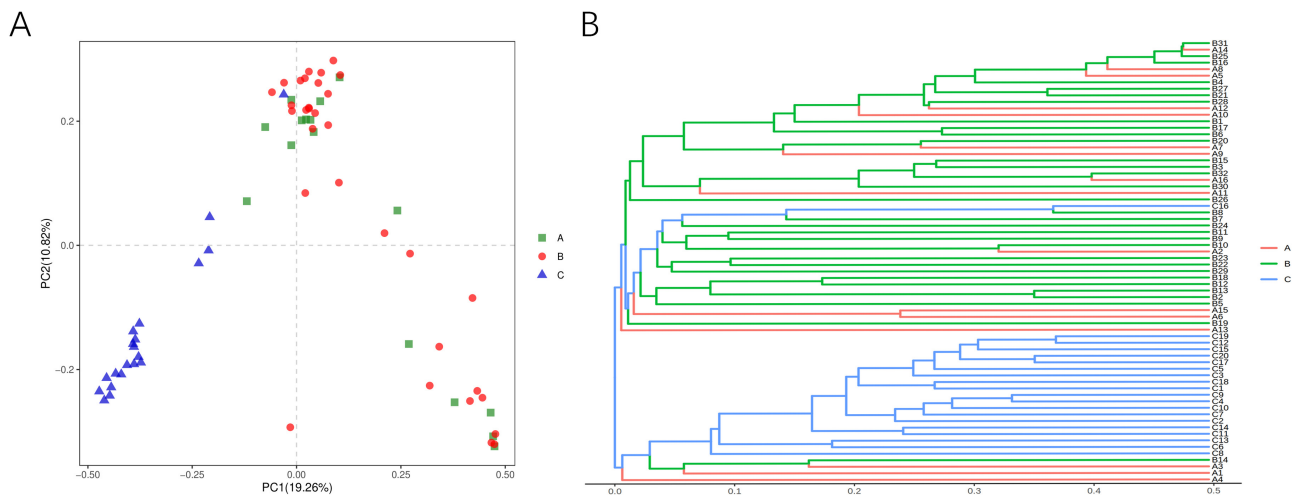 A
B
0.2
0.0
−0.2
PC2(10.82%)
−0.50
−0.25
0.00
0.25
0.50
PC1(19.26%)
A
B
C
B31
A14
B25
B16
A8
A5
B4
B27
B21
B28
A12
A10
B1
B17
B6
B20
A7
A9
B15
B3
B32
A16
B30
A11
B26
C16
B8
B7
B24
B11
B9
B10
A2
B23
B22
B29
B18
B12
B13
B2
B5
A15
A6
B19
A13
C19
C12
C15
C20
C17
C5
C3
C18
C1
C9
C4
C10
C7
C2
C14
C11
C13
C6
C8
B14
A3
A1
A4
0.0
0.1
0.2
0.3
0.4
0.5
A
B
C